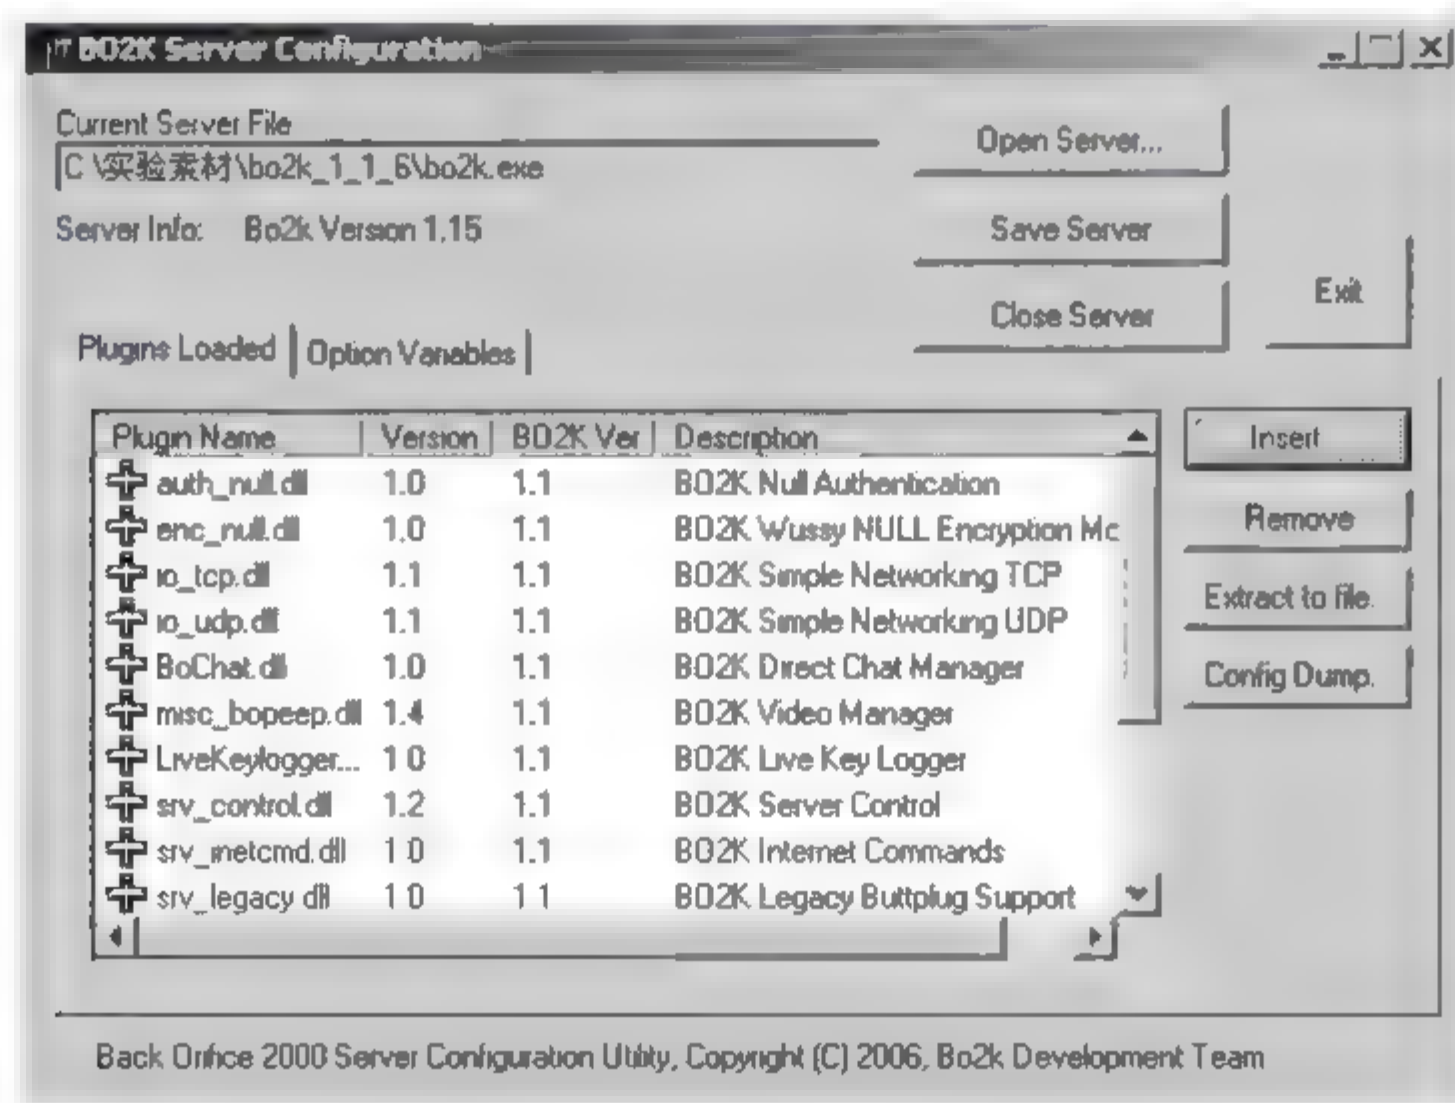 BO2K Server Configuration
Current Server File
C \实验素材\bo2k_1_1_6\bo2k.exe
Open Server...
Server Info: Bo2k Version 1.15
Save Server
Exit
Close Server
Plugins Loaded Option Variables
Plugin Name Version BO2K Ver Description
Insert
auth_null.dll 1.0 1.1 BO2K Null Authentication
enc_null.dll 1.0 1.1 BO2K Wussy NULL Encryption Mc
Remove
io_tcp.dll 1.1 1.1 BO2K Simple Networking TCP
Extract to file.
io_udp.dll 1.1 1.1 BO2K Simple Networking UDP
BoChat.dll 1.0 1.1 BO2K Direct Chat Manager
Config Dump.
misc_bopeep.dll 1.4 1.1 BO2K Video Manager
LiveKeylogger... 1 0 1.1 BO2K Live Key Logger
srv_control.dll 1.2 1.1 BO2K Server Control
srv_inetcmd.dll 1 0 1.1 BO2K Internet Commands
srv_legacy dll 1 0 1 1 BO2K Legacy Buttplug Support
Back Orifice 2000 Server Configuration Utility, Copyright (C) 2006, Bo2k Development Team